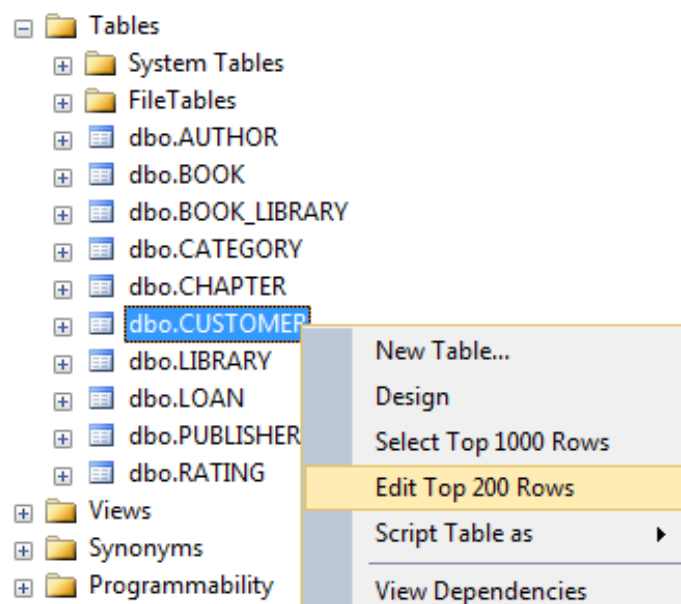 Tables
System Tables
FileTables
dbo.AUTHOR
dbo.BOOK
dbo.BOOK_LIBRARY
dbo.CATEGORY
dbo.CHAPTER
dbo.CUSTOMER
dbo.LIBRARY
dbo.LOAN
dbo.PUBLISHER
dbo.RATING
Views
Synonyms
Programmability
New Table...
Design
Select Top 1000 Rows
Edit Top 200 Rows
Script Table as
View Dependencies